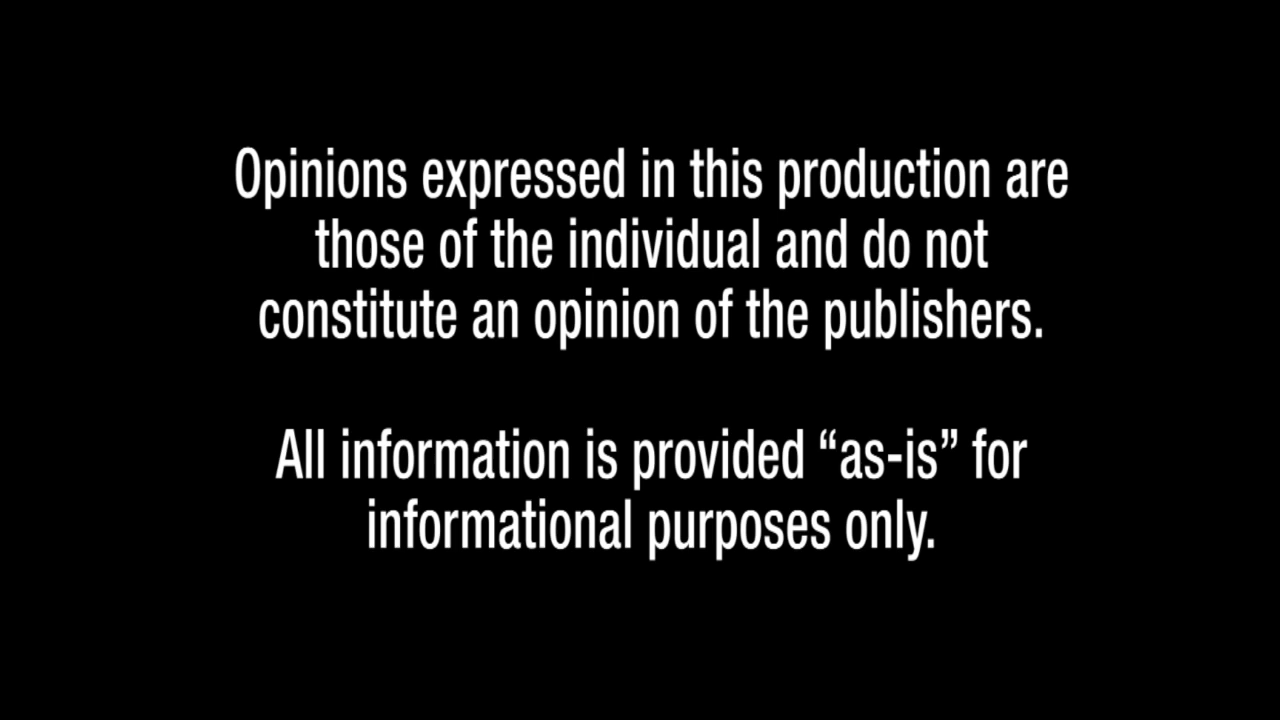 Opinions expressed in this production are
those of the individual and do not
constitute an opinion of the publishers.
All information is provided “as-is” for
informational purposes only.